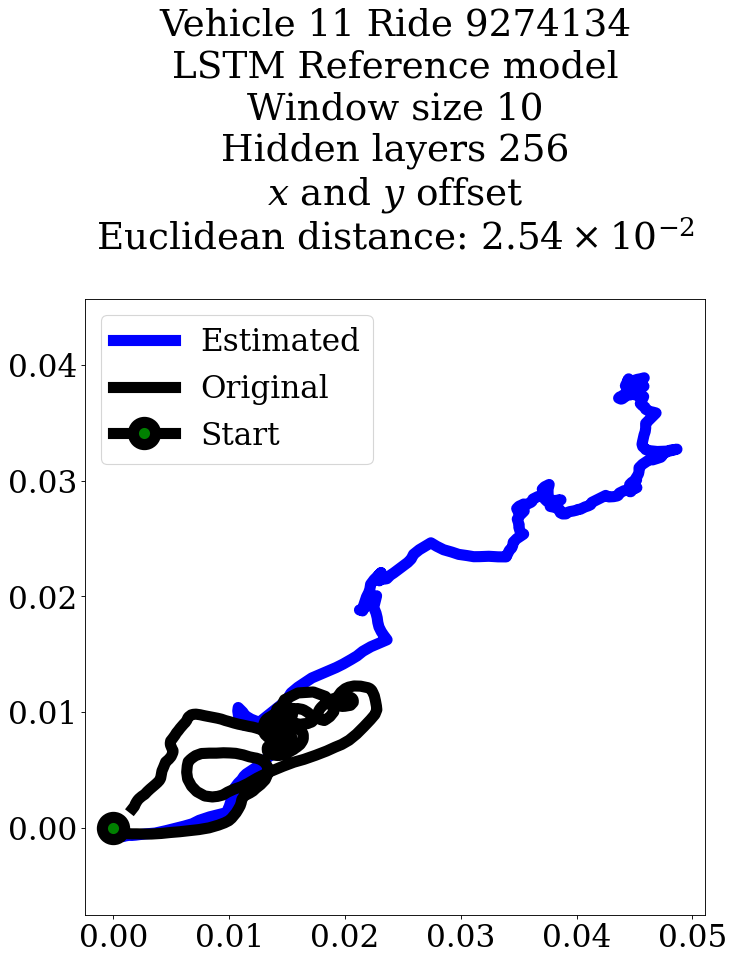 Vehicle 11 Ride 9274134
LSTM Reference model
Window size 10
Hidden layers 256
x and y offset
Euclidean distance: 2.54 × 10⁻²
Estimated
Original
Start
0.04
0.03
0.02
0.01
0.00
0.00 0.01 0.02 0.03 0.04 0.05